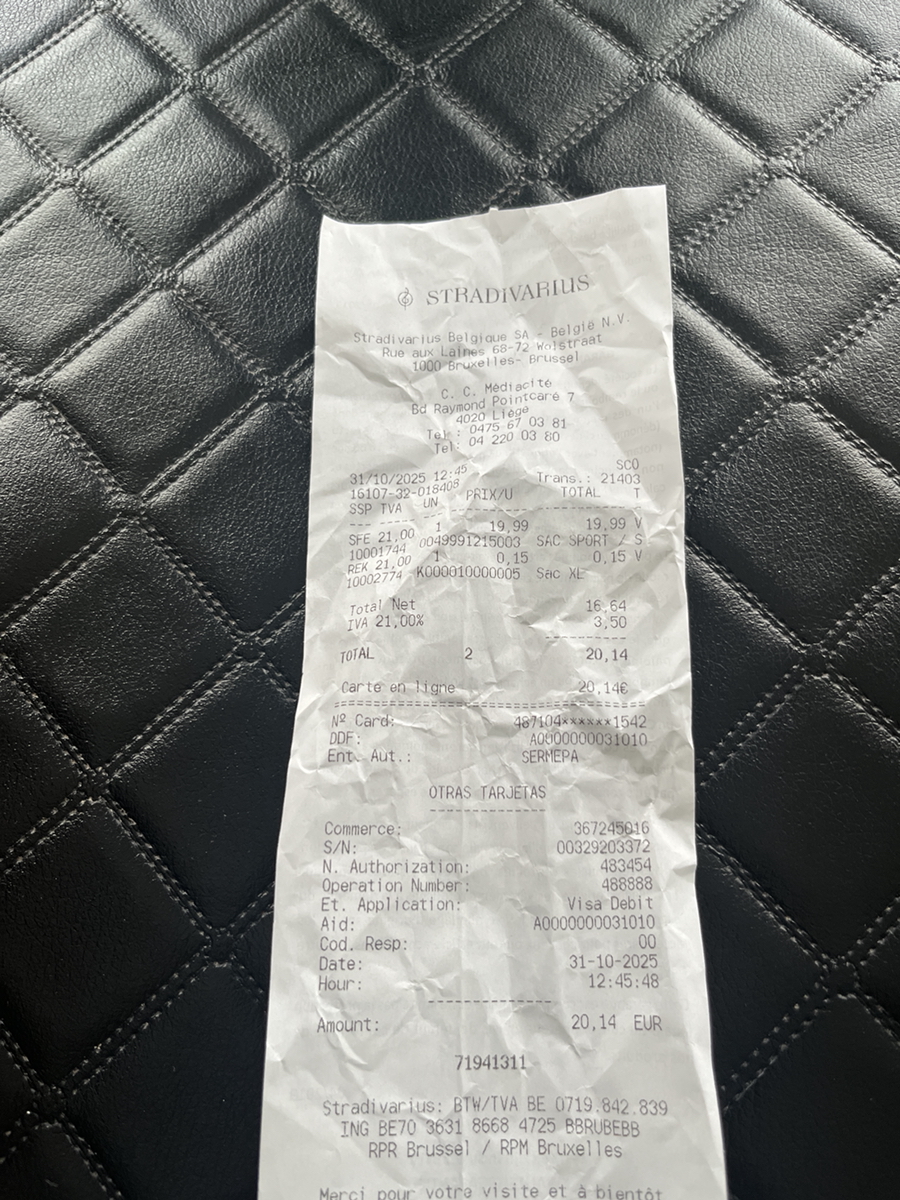 STRADIVARIUS
Stradivarius Belgique SA - België N.V.
Rue aux Laines 68-72 Wolstraat
1000 Bruxelles- Brussel
C. C. Médiacité
Bd Raymond Pointcaré 7
4020 Liège
Tel : 0475 67 03 81
Tel: 04 220 03 80
SCO
31/10/2025 12:45 Trans.: 21403
16107-32-018408
SSP TVA UN PRIX/U TOTAL T
SFE 21,00 1 19,99 19,99 V
10001744 0049991215003 SAC SPORT / S
REK 21,00 1 0,15 0,15 V
10002774 K000010000005 Sac XL
Total Net 16,64
IVA 21,00% 3,50
TOTAL 2 20,14
Carte en ligne 20,14€
Nº Card: 487104******1542
DDF: A0000000031010
Ent. Aut.: SERMEPA
OTRAS TARJETAS
Commerce: 367245016
S/N: 00329203372
N. Authorization: 483454
Operation Number: 488888
Et. Application: Visa Debit
Aid: A0000000031010
Cod. Resp: 00
Date: 31-10-2025
Hour: 12:45:48
Amount: 20,14 EUR
71941311
Stradivarius: BTW/TVA BE 0719.842.839
ING BE70 3631 8668 4725 BBRUBEBB
RPR Brussel / RPM Bruxelles
Merci pour votre visite et à bientôt